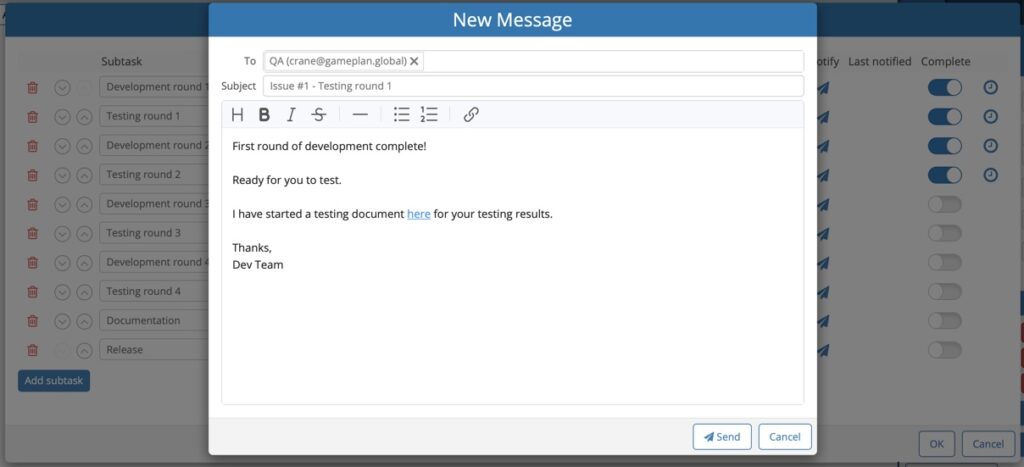 New Message
To QA (crane@gameplan.global)
Subject Issue #1 - Testing round 1
H B I S
First round of development complete!
Ready for you to test.
I have started a testing document here for your testing results.
Thanks,
Dev Team
Send Cancel
Subtask Last notified Complete
Development round 1
Testing round 1
Development round 2
Testing round 2
Development round 3
Testing round 3
Development round 4
Testing round 4
Documentation
Release
Add subtask
OK Cancel